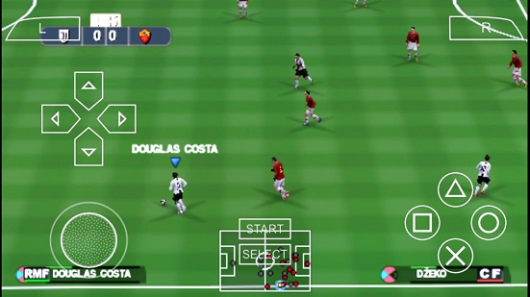 L
0 0
R
DOUGLAS COSTA
START
SELECT
RMF DOUGLAS COSTA
DŽEKO CF